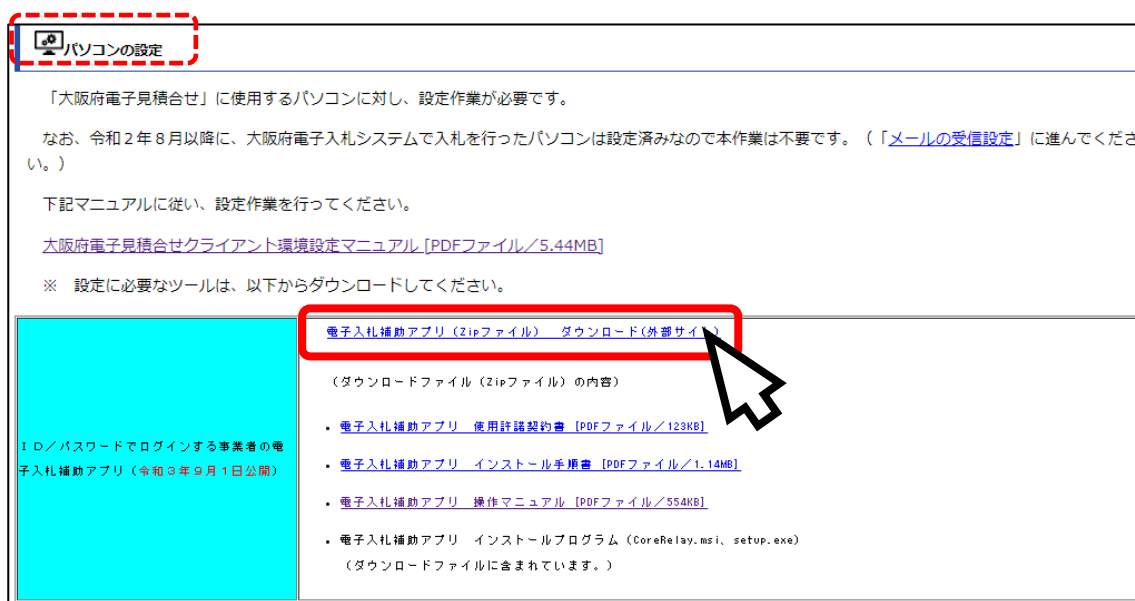 パソコンの設定
「大阪府電子見積合せ」に使用するパソコンに対し、設定作業が必要です。
なお、令和２年８月以降に、大阪府電子入札システムで入札を行ったパソコンは設定済みなので本作業は不要です。（「メールの受信設定」に進んでくださ
い。）
下記マニュアルに従い、設定作業を行ってください。
大阪府電子見積合せクライアント環境設定マニュアル [PDFファイル／5.44MB]
※　設定に必要なツールは、以下からダウンロードしてください。
ＩＤ／パスワードでログインする事業者の電
子入札補助アプリ（令和３年９月１日公開）
電子入札補助アプリ（Zipファイル）　ダウンロード(外部サイト)
（ダウンロードファイル（Zipファイル）の内容）
・電子入札補助アプリ　使用許諾契約書 [PDFファイル／123KB]
・電子入札補助アプリ　インストール手順書 [PDFファイル／1.14MB]
・電子入札補助アプリ　操作マニュアル [PDFファイル／554KB]
・電子入札補助アプリ　インストールプログラム（CoreRelay.msi、setup.exe）
（ダウンロードファイルに含まれています。）